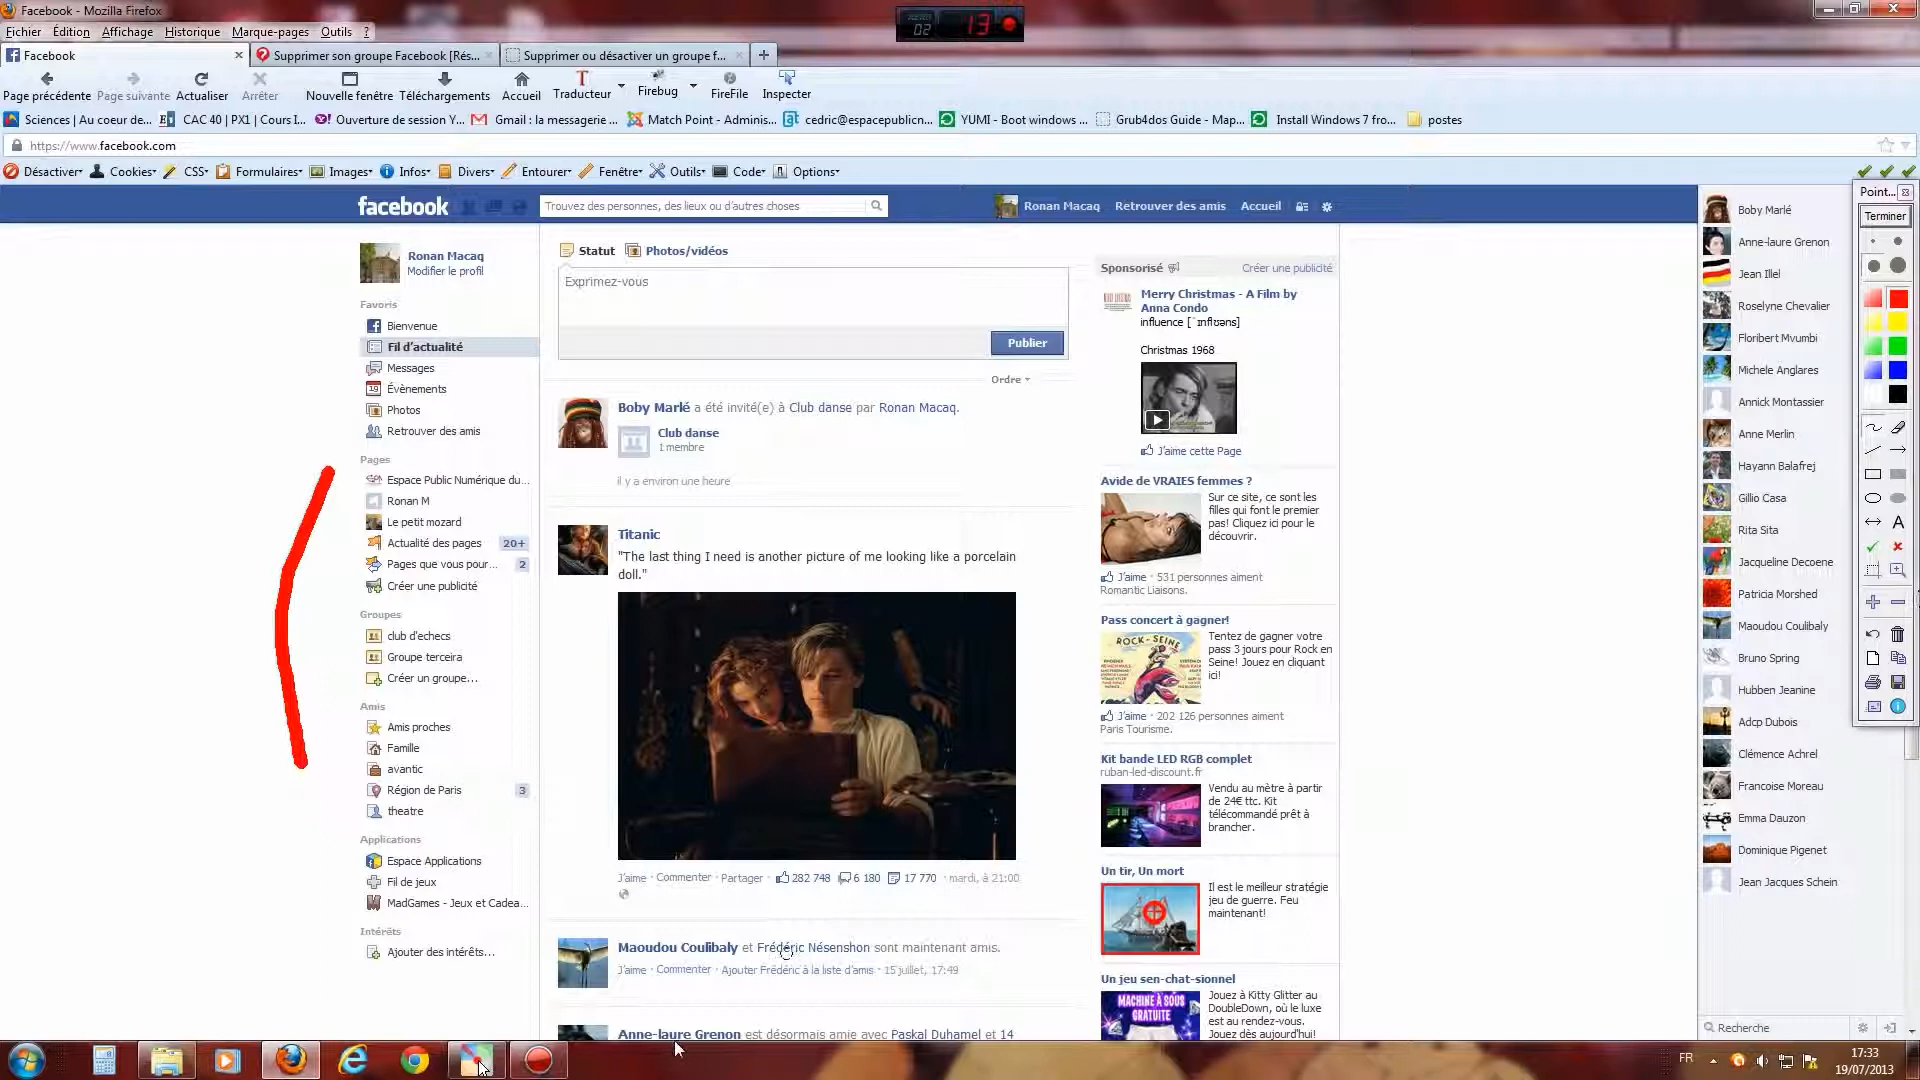 Facebook - Mozilla Firefox
ZERO
02
13
Fichier Édition Affichage Historique Marque-pages Outils ?
Facebook
Supprimer son groupe Facebook [Rés...
Supprimer ou désactiver un groupe f...
Page précédente Page suivante Actualiser Arrêter Nouvelle fenêtre Téléchargements Accueil Traducteur Firebug FireFile Inspecter
Sciences | Au coeur de... CAC 40 | PX1 | Cours I... Ouverture de session Y... Gmail : la messagerie ... Match Point - Adminis... cedric@espacepublicn... YUMI - Boot windows ... Grub4dos Guide - Map... Install Windows 7 fro... postes
https://www.facebook.com
Désactiver Cookies CSS Formulaires Images Infos Divers Entourer Fenêtre Outils Code Options
facebook
Trouvez des personnes, des lieux ou d'autres choses
Ronan Macaq Retrouver des amis Accueil
Ronan Macaq
Modifier le profil
Favoris
Bienvenue
Fil d'actualité
Messages
19
Évènements
Photos
Retrouver des amis
Pages
Espace Public Numérique du...
Ronan M
Le petit mozard
Actualité des pages 20+
Pages que vous pour... 2
Créer une publicité
Groupes
club d'echecs
Groupe terceira
Créer un groupe...
Amis
Amis proches
Famille
avantic
Région de Paris 3
theatre
Applications
Espace Applications
Fil de jeux
MadGames - Jeux et Cadea...
Intérêts
Ajouter des intérêts...
Statut Photos/vidéos
Exprimez-vous
Publier
Ordre
Boby Marlé a été invité(e) à Club danse par Ronan Macaq.
Club danse
1 membre
il y a environ une heure
Titanic
"The last thing I need is another picture of me looking like a porcelain
doll."
J'aime · Commenter · Partager · 282 748 6 180 17 770 · mardi, à 21:00
Maoudou Coulibaly et Frédéric Nésenshon sont maintenant amis.
J'aime · Commenter · Ajouter Frédéric à la liste d'amis · 15 juillet, 17:49
Anne-laure Grenon est désormais amie avec Paskal Duhamel et 14
Sponsorisé
Créer une publicité
Merry Christmas - A Film by
Anna Condo
influence [ˈɪnflʊəns]
Christmas 1968
J'aime cette Page
Avide de VRAIES femmes ?
Sur ce site, ce sont les
filles qui font le premier
pas! Cliquez ici pour le
découvrir.
J'aime · 531 personnes aiment
Romantic Liaisons.
Pass concert à gagner!
ROCK-SEINE
Tentez de gagner votre
pass 3 jours pour Rock en
Seine! Jouez en cliquant
ici!
J'aime · 202 126 personnes aiment
Paris Tourisme.
Kit bande LED RGB complet
ruban-led-discount.fr
Vendu au mètre à partir
de 24€ ttc. Kit
télécommandé prêt à
brancher.
Un tir, Un mort
Il est le meilleur stratégie
jeu de guerre. Feu
maintenant!
Un jeu sen-chat-sionnel
MACHINE À SOUS
GRATUITE
Jouez à Kitty Glitter au
DoubleDown, où le luxe
est au rendez-vous.
Jouez dès aujourd'hui!
Boby Marlé
Anne-laure Grenon
Jean Illel
Roselyne Chevalier
Floribert Mvumbi
Michele Anglares
Annick Montassier
Anne Merlin
Hayann Balafrej
Gillio Casa
Rita Sita
Jacqueline Decoene
Patricia Morshed
Maoudou Coulibaly
Bruno Spring
Hubben Jeanine
Adcp Dubois
Clémence Achrel
Francoise Moreau
Emma Dauzon
Dominique Pigenet
Jean Jacques Schein
Recherche
Point...
Terminer
A
FR
17:33
19/07/2013